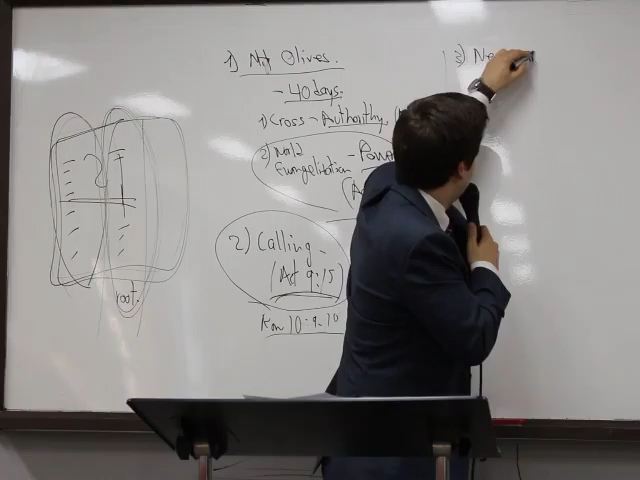 1) Mt Olives.
- 40 days.
1) Cross - Authority.
2) World
Evangelization - Power
2) Calling -
(Act 9:15)
Rom 10:9-10
root.
3) Ne